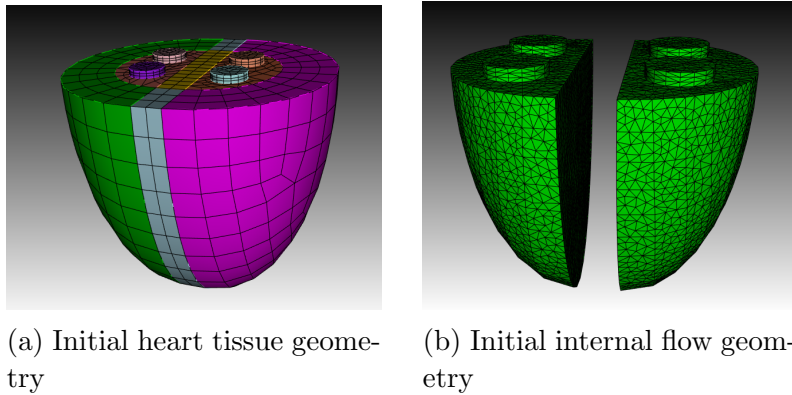 (a) Initial heart tissue geome-
try
(b) Initial internal flow geom-
etry